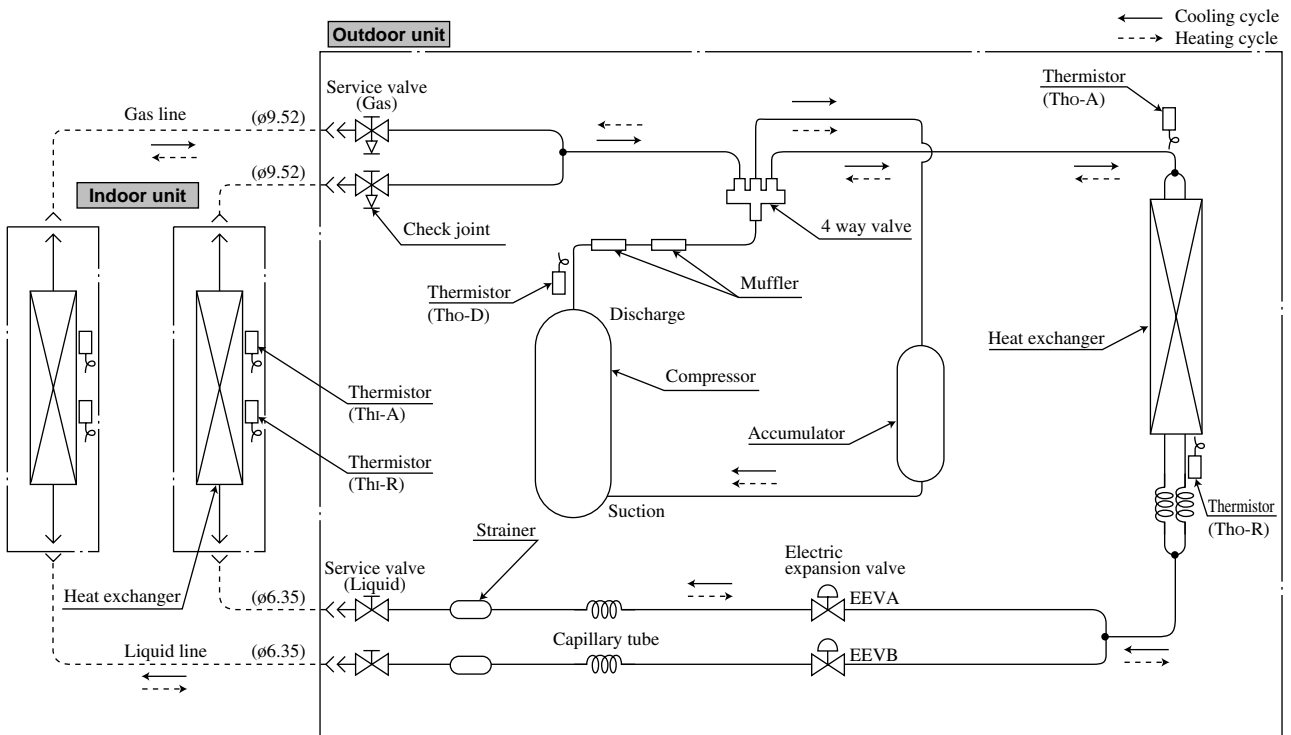 Outdoor unit
Cooling cycle
Heating cycle
Service valve
(Gas)
Gas line
(ø9.52)
Thermistor
(Tho-A)
(ø9.52)
Indoor unit
Check joint
4 way valve
Muffler
Thermistor
(Tho-D)
Discharge
Heat exchanger
Compressor
Thermistor
(ThI-A)
Accumulator
Thermistor
(ThI-R)
Suction
Thermistor
(Tho-R)
Strainer
Service valve
(Liquid)
Electric
expansion valve
Heat exchanger
(ø6.35)
EEVA
Capillary tube
Liquid line
(ø6.35)
EEVB